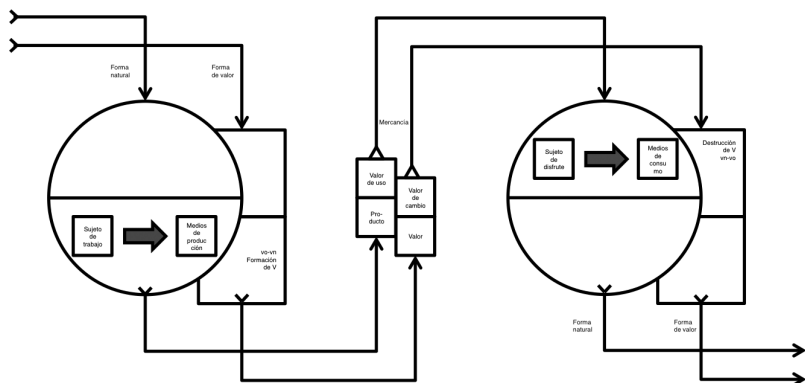 Forma
natural
Forma
de valor
Sujeto
de
trabajo
Medios
de
produc
ción
vo-vn
Formación
de V
Mercancía
Valor
de uso
Pro-
ducto
Valor
de
cambio
Valor
Sujeto
de
disfrute
Medios
de
consu
mo
Destrucción
de V
vn-vo
Forma
natural
Forma
de valor